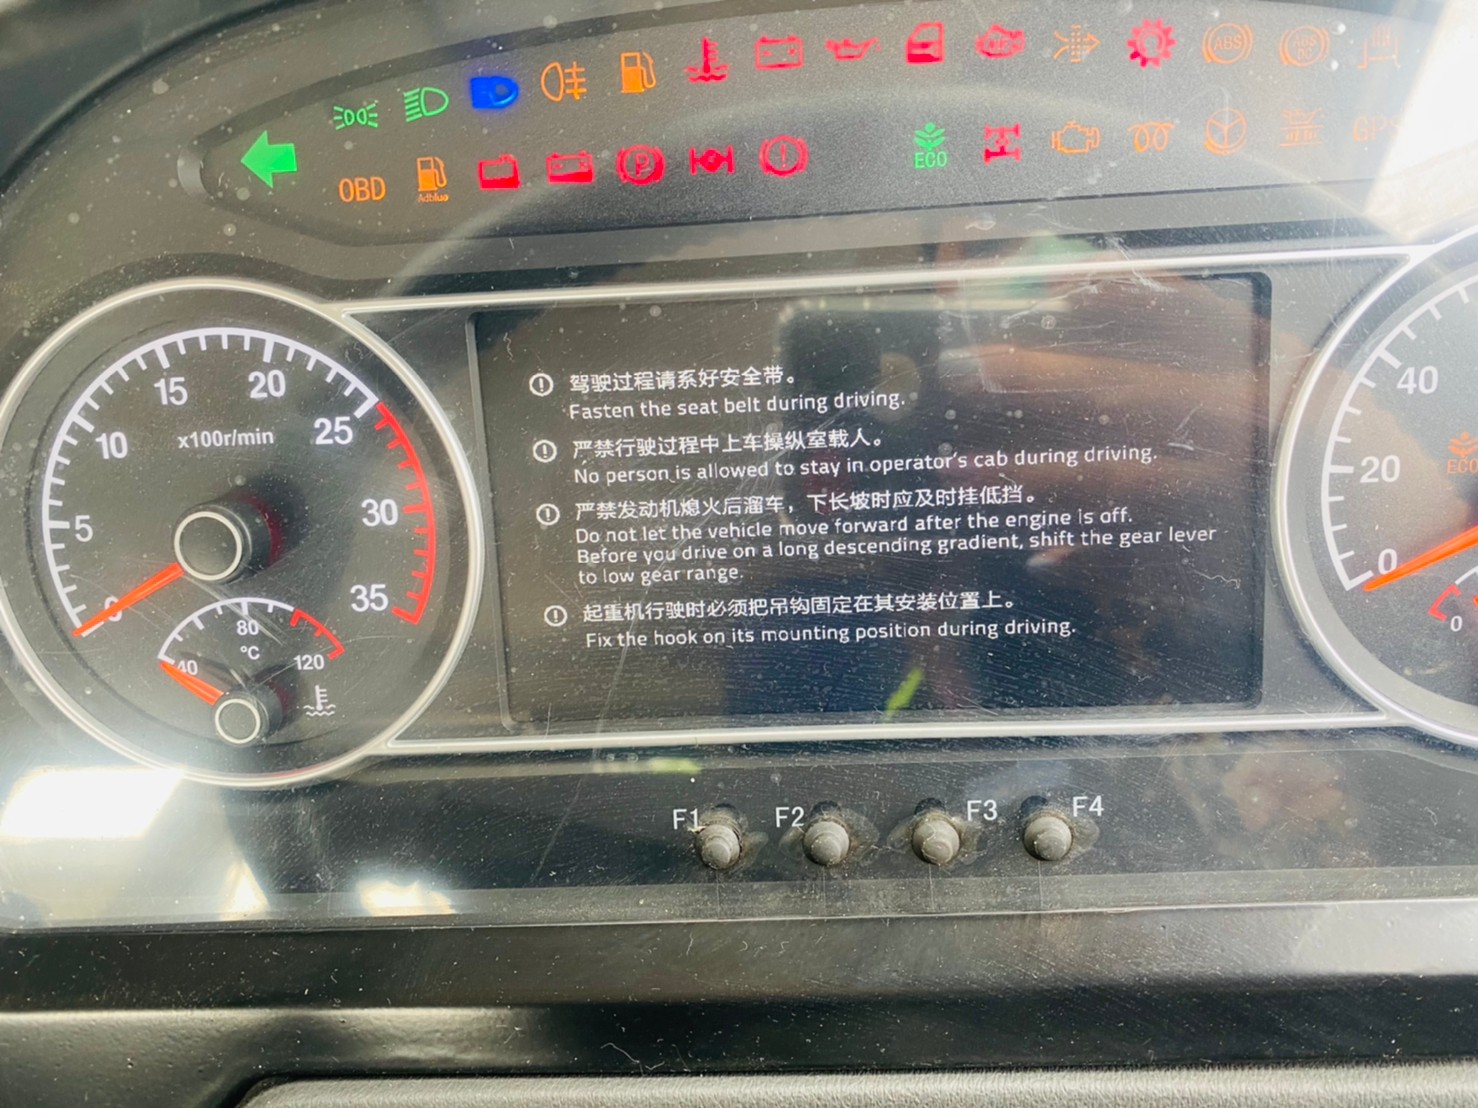 ABS
OBD
Adblue
P
ECO
GPS
15
20
10
x100r/min
25
5
30
0
35
80
°C
40
120
驾驶过程请系好安全带。
Fasten the seat belt during driving.
严禁行驶过程中上车操纵室载人。
No person is allowed to stay in operator's cab during driving.
严禁发动机熄火后溜车，下长坡时应及时挂低挡。
Do not let the vehicle move forward after the engine is off.
Before you drive on a long descending gradient, shift the gear lever
to low gear range.
起重机行驶时必须把吊钩固定在其安装位置上。
Fix the hook on its mounting position during driving.
40
20
ECO
0
0
F1
F2
F3
F4